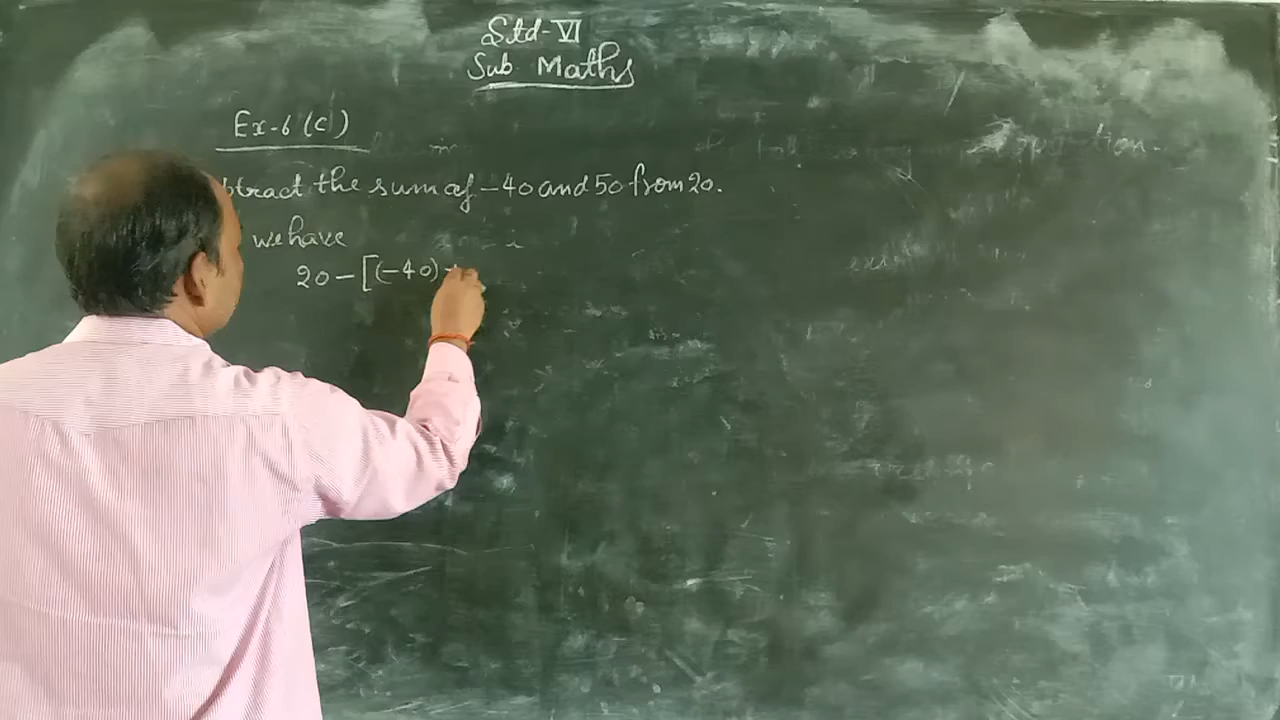 Std-VI
Sub Maths
Ex-6(c)
btract the sum of -40 and 50 from 20.
we have
20-[(-40)+